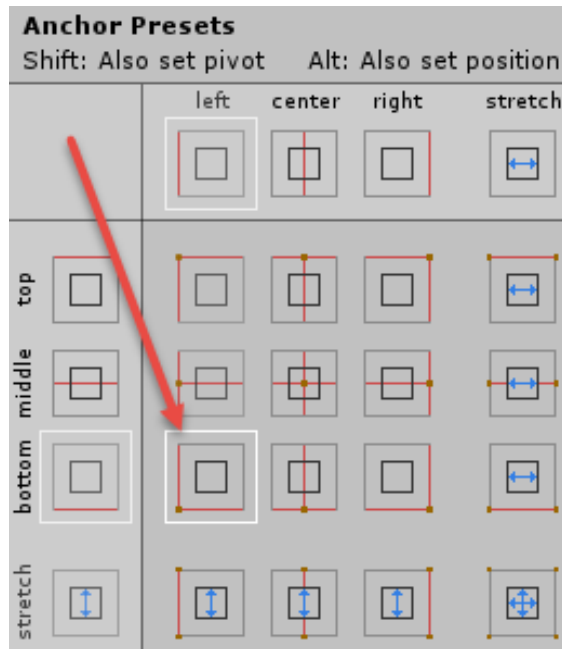 Anchor Presets
Shift: Also set pivot Alt: Also set position
left center right stretch
top
middle
bottom
stretch